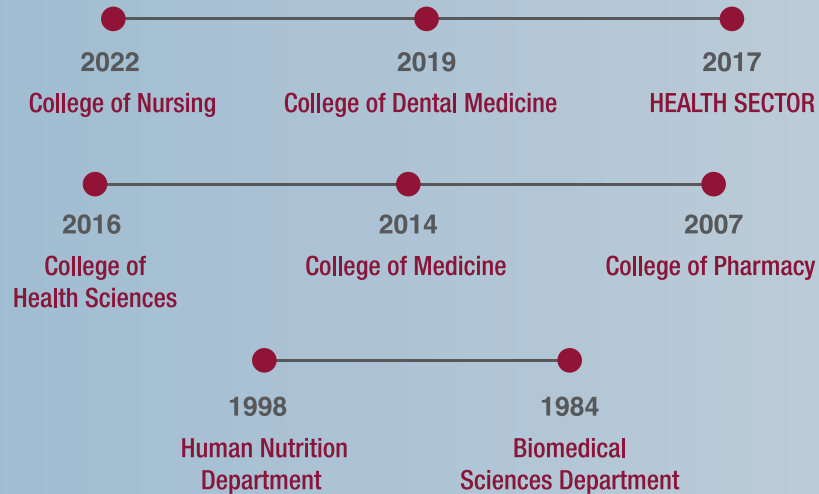 2022
College of Nursing
2019
College of Dental Medicine
2017
HEALTH SECTOR
2016
College of
Health Sciences
2014
College of Medicine
2007
College of Pharmacy
1998
Human Nutrition
Department
1984
Biomedical
Sciences Department